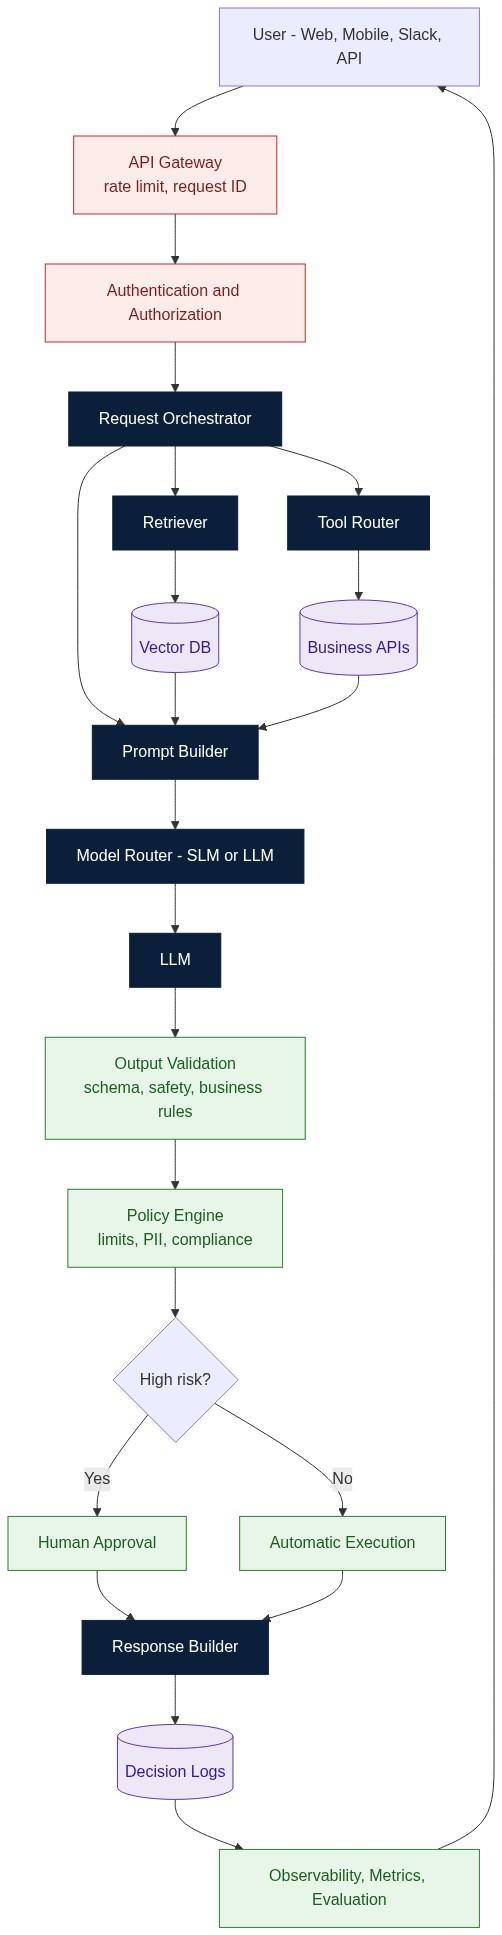 User - Web, Mobile, Slack,
API
API Gateway
rate limit, request ID
Authentication and
Authorization
Request Orchestrator
Retriever
Tool Router
Vector DB
Business APIs
Prompt Builder
Model Router - SLM or LLM
LLM
Output Validation
schema, safety, business
rules
Policy Engine
limits, PII, compliance
High risk?
Yes
No
Human Approval
Automatic Execution
Response Builder
Decision Logs
Observability, Metrics,
Evaluation